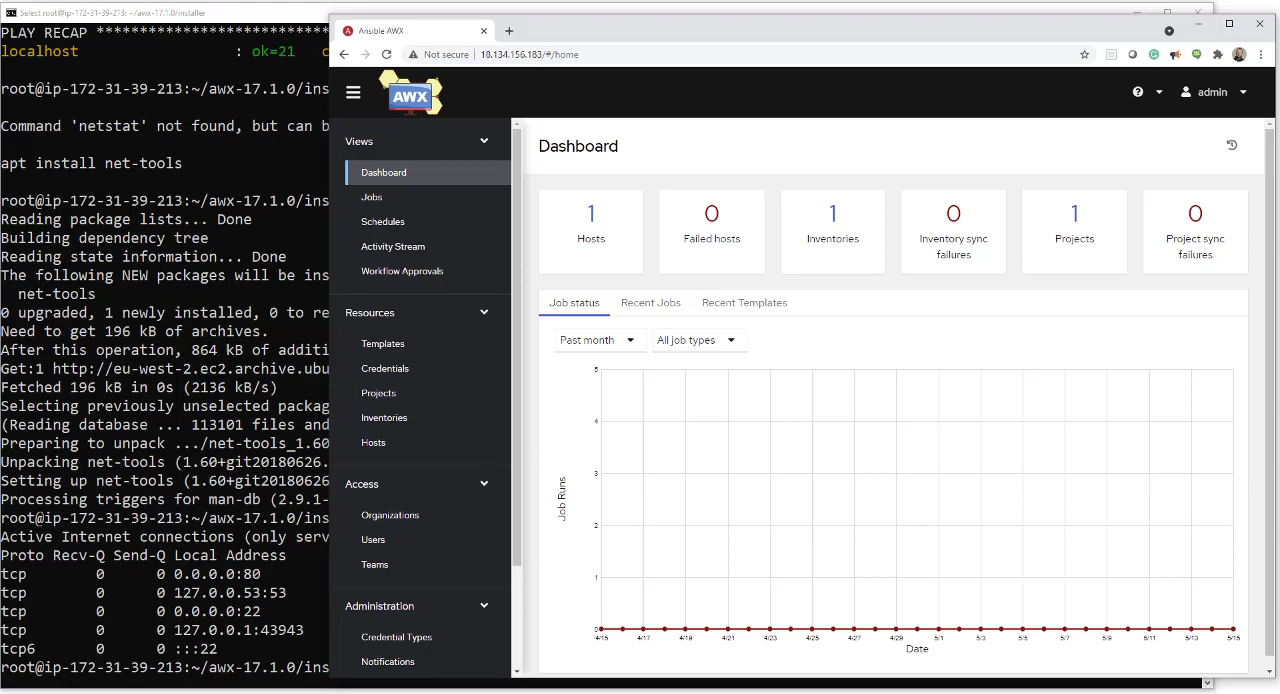 Select root@ip-172-31-39-213: ~/awx-17.1.0/installer
PLAY RECAP ****************************
localhost : ok=21 c
root@ip-172-31-39-213:~/awx-17.1.0/ins
Command 'netstat' not found, but can b
apt install net-tools
root@ip-172-31-39-213:~/awx-17.1.0/ins
Reading package lists... Done
Building dependency tree
Reading state information... Done
The following NEW packages will be ins
net-tools
0 upgraded, 1 newly installed, 0 to re
Need to get 196 kB of archives.
After this operation, 864 kB of additi
Get:1 http://eu-west-2.ec2.archive.ubu
Fetched 196 kB in 0s (2136 kB/s)
Selecting previously unselected packag
(Reading database ... 113101 files and
Preparing to unpack .../net-tools_1.60
Unpacking net-tools (1.60+git20180626.
Setting up net-tools (1.60+git20180626
Processing triggers for man-db (2.9.1-
root@ip-172-31-39-213:~/awx-17.1.0/ins
Active Internet connections (only serv
Proto Recv-Q Send-Q Local Address
tcp 0 0 0.0.0.0:80
tcp 0 0 127.0.0.53:53
tcp 0 0 0.0.0.0:22
tcp 0 0 127.0.0.1:43943
tcp6 0 0 :::22
root@ip-172-31-39-213:~/awx-17.1.0/ins
Ansible AWX
Not secure | 18.134.156.183/#/home
AWX
admin
Views
Dashboard
Jobs
Schedules
Activity Stream
Workflow Approvals
Resources
Templates
Credentials
Projects
Inventories
Hosts
Access
Organizations
Users
Teams
Administration
Credential Types
Notifications
Dashboard
1
Hosts
0
Failed hosts
1
Inventories
0
Inventory sync
failures
1
Projects
0
Project sync
failures
Job status Recent Jobs Recent Templates
Past month All job types
5
4
3
2
1
0
Job Runs
4/15 4/17 4/19 4/21 4/23 4/25 4/27 4/29 5/1 5/3 5/5 5/7 5/9 5/11 5/13 5/15
Date